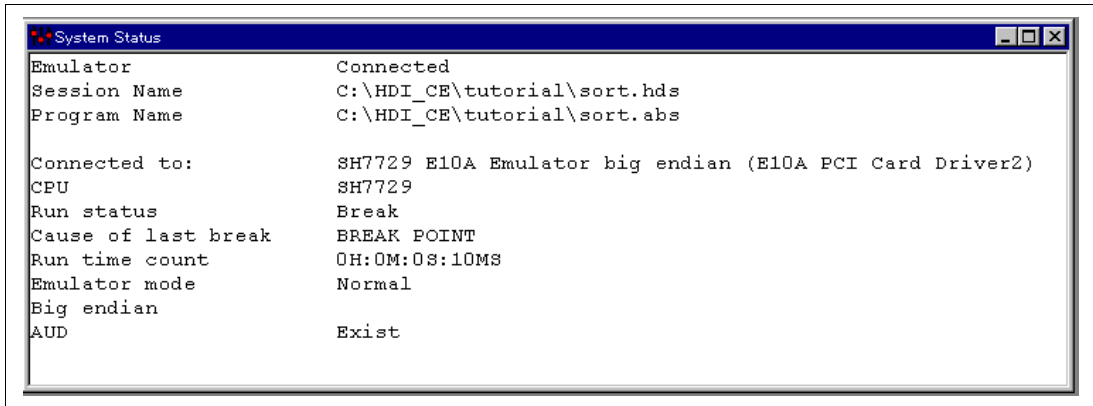 System Status
Emulator Connected
Session Name C:\HDI_CE\tutorial\sort.hds
Program Name C:\HDI_CE\tutorial\sort.abs
Connected to: SH7729 E10A Emulator big endian (E10A PCI Card Driver2)
CPU SH7729
Run status Break
Cause of last break BREAK POINT
Run time count 0H:0M:0S:10MS
Emulator mode Normal
Big endian
AUD Exist